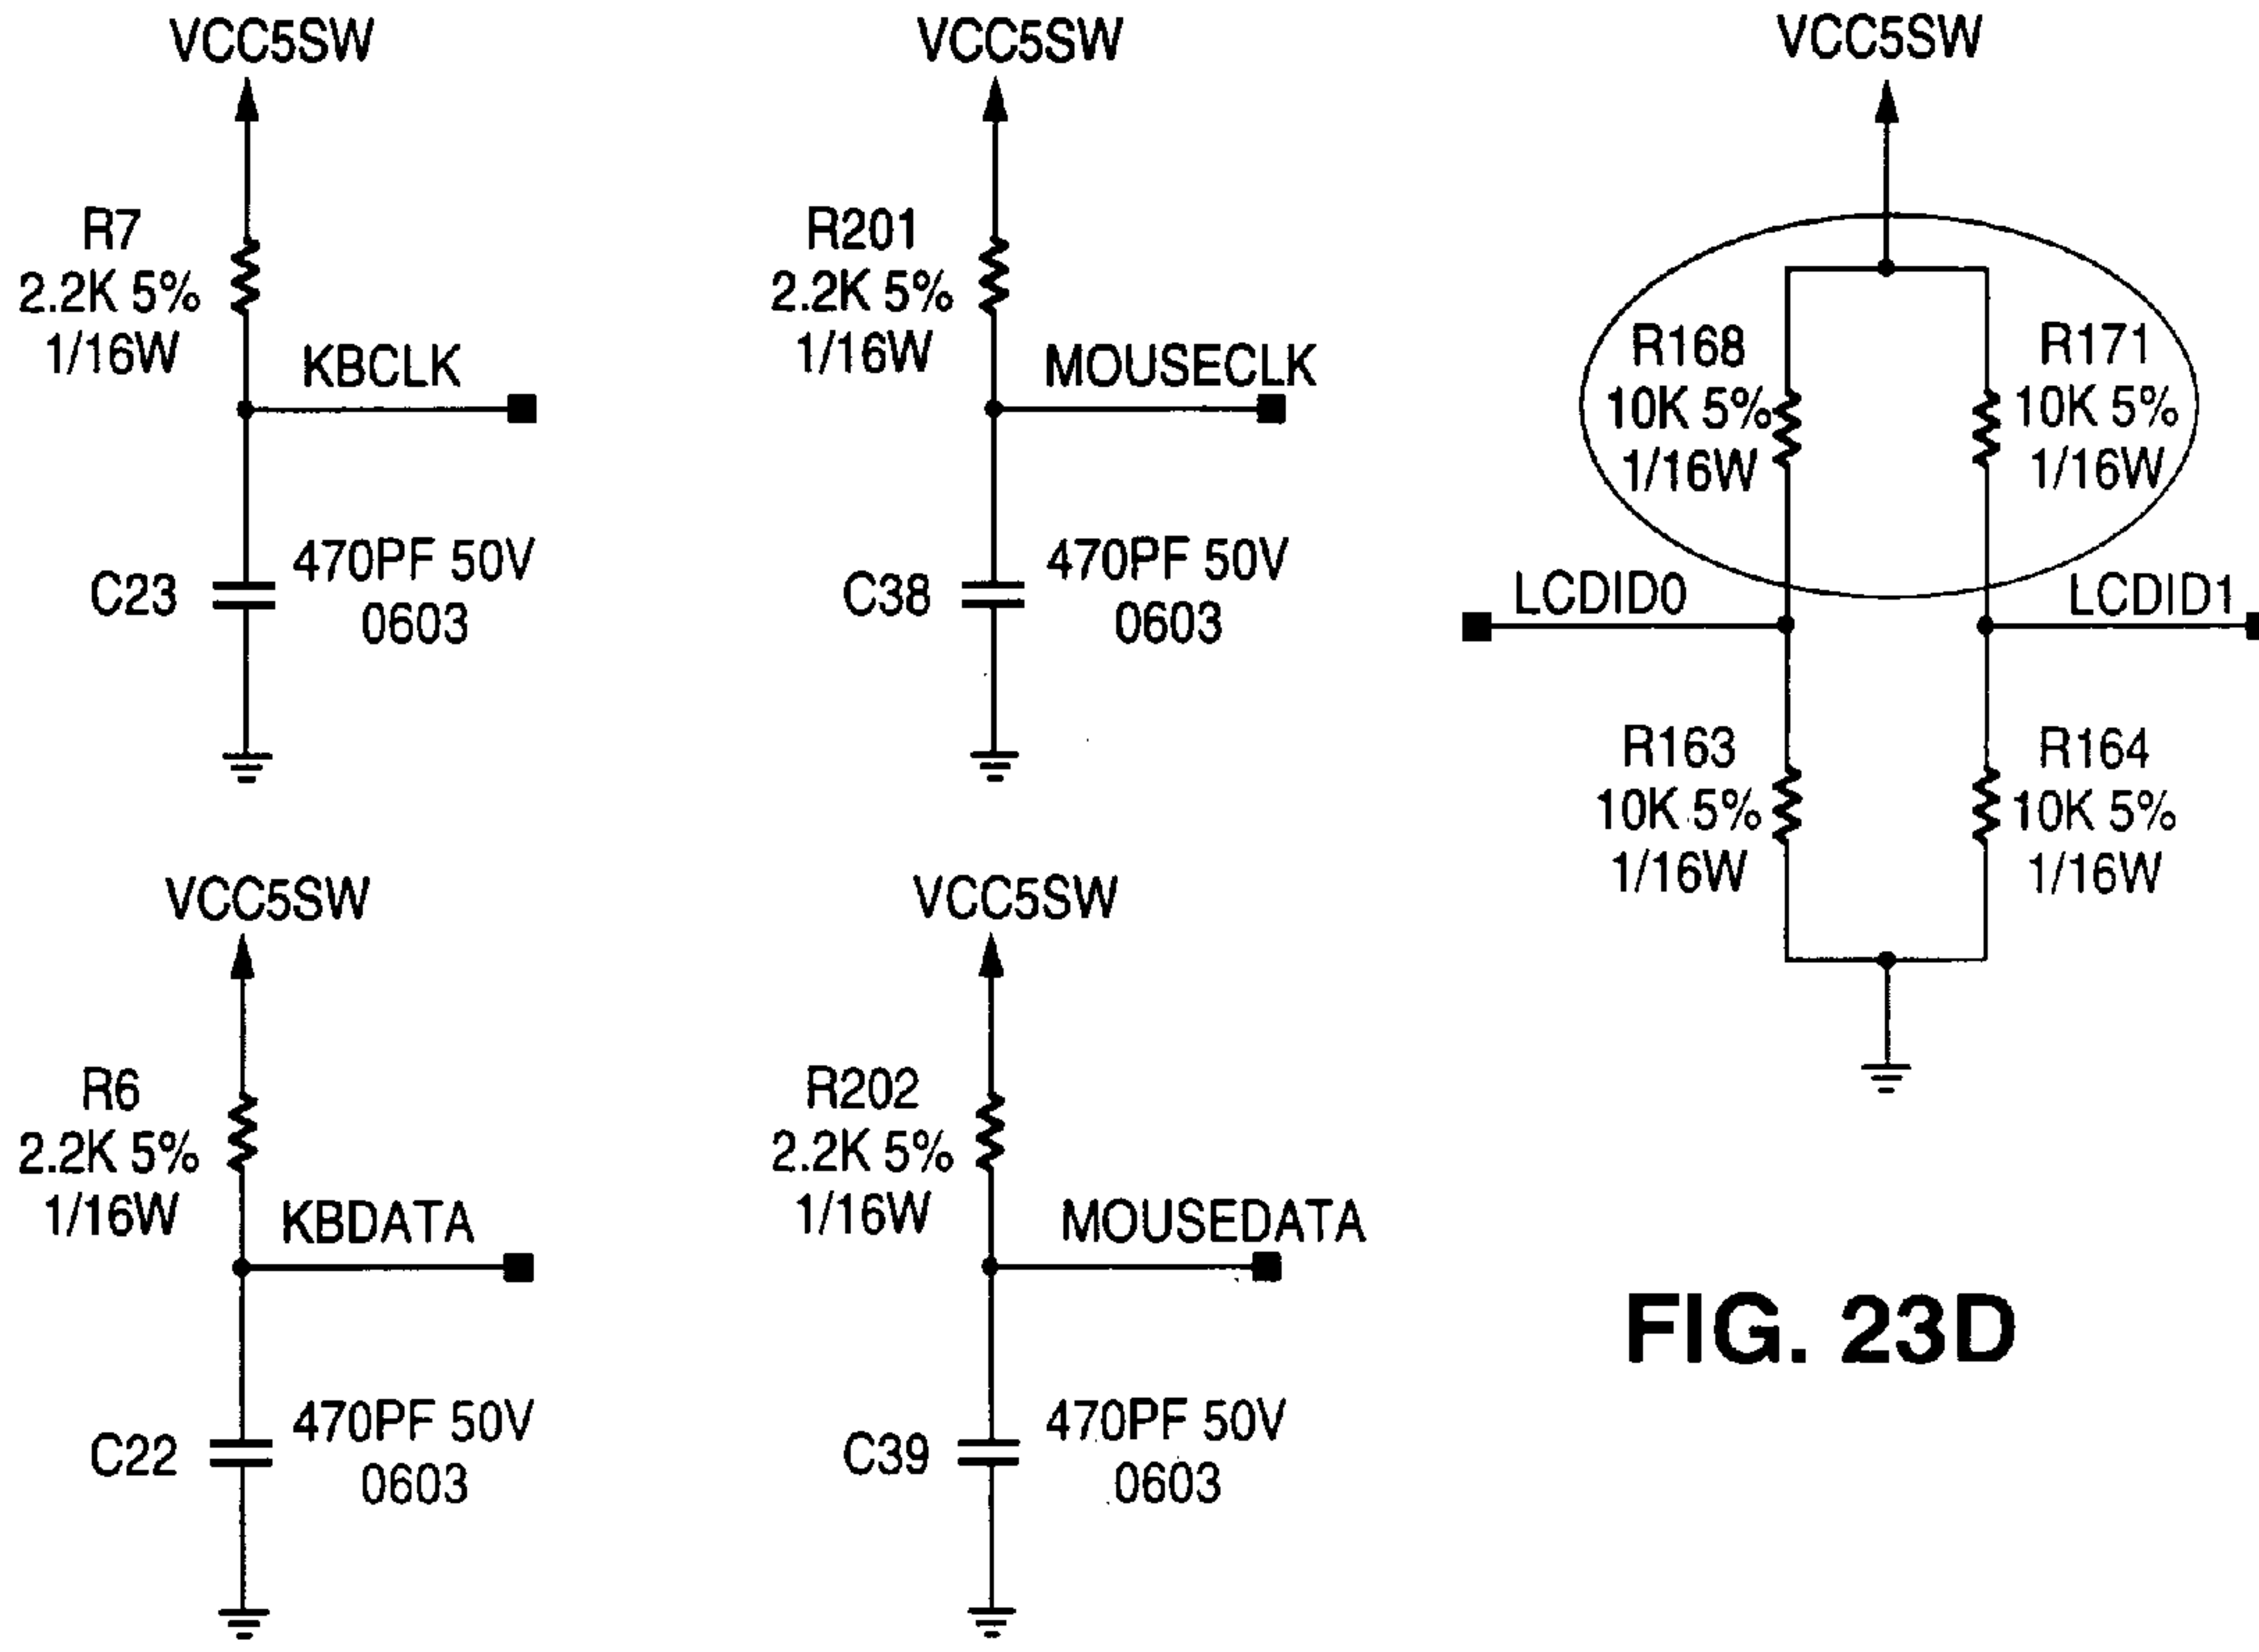 VCC5SW
R7
2.2K 5%
1/16W
KBCLK
C23
470PF 50V
0603
VCC5SW
R201
2.2K 5%
1/16W
MOUSECLK
C38
470PF 50V
0603
VCC5SW
R168
10K 5%
1/16W
R171
10K 5%
1/16W
LCDID0
LCDID1
R163
10K 5%
1/16W
R164
10K 5%
1/16W
VCC5SW
R6
2.2K 5%
1/16W
KBDATA
C22
470PF 50V
0603
VCC5SW
R202
2.2K 5%
1/16W
MOUSEDATA
C39
470PF 50V
0603
FIG. 23D